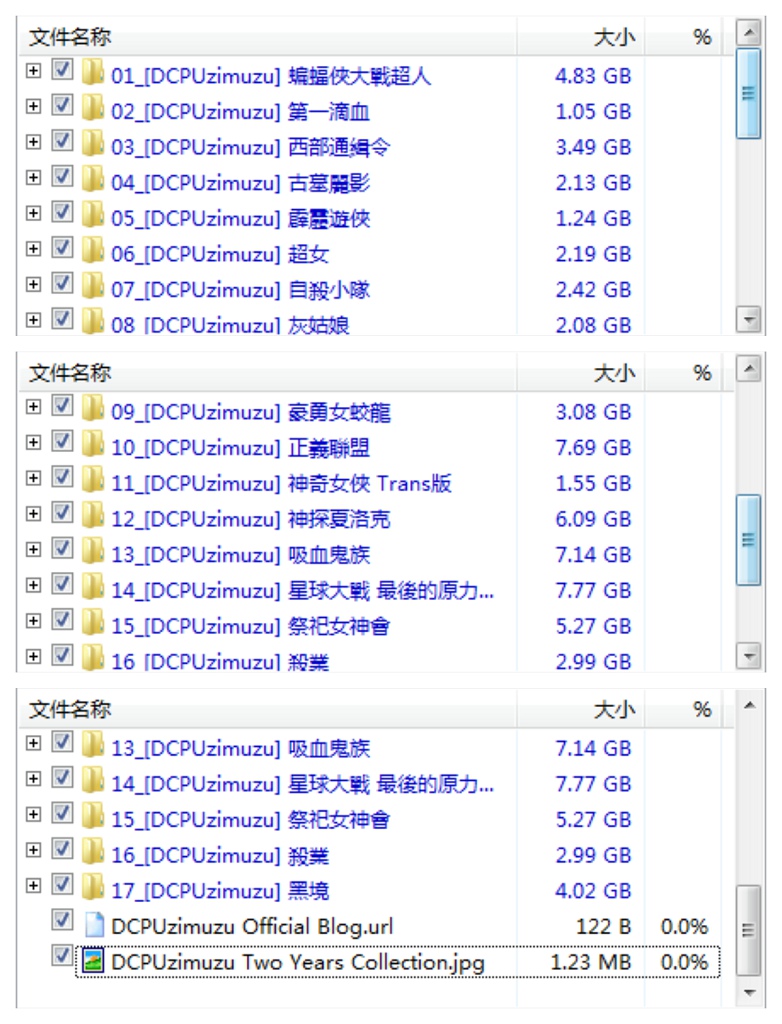 文件名称 大小 %
01_[DCPUzimuzu] 蝙蝠俠大戰超人 4.83 GB
02_[DCPUzimuzu] 第一滴血 1.05 GB
03_[DCPUzimuzu] 西部通緝令 3.49 GB
04_[DCPUzimuzu] 古墓麗影 2.13 GB
05_[DCPUzimuzu] 霹靂遊俠 1.24 GB
06_[DCPUzimuzu] 超女 2.19 GB
07_[DCPUzimuzu] 自殺小隊 2.42 GB
08_[DCPUzimuzu] 灰姑娘 2.08 GB
文件名称 大小 %
09_[DCPUzimuzu] 豪勇女蛟龍 3.08 GB
10_[DCPUzimuzu] 正義聯盟 7.69 GB
11_[DCPUzimuzu] 神奇女俠 Trans版 1.55 GB
12_[DCPUzimuzu] 神探夏洛克 6.09 GB
13_[DCPUzimuzu] 吸血鬼族 7.14 GB
14_[DCPUzimuzu] 星球大戰 最後的原力... 7.77 GB
15_[DCPUzimuzu] 祭祀女神會 5.27 GB
16_[DCPUzimuzu] 殺業 2.99 GB
文件名称 大小 %
13_[DCPUzimuzu] 吸血鬼族 7.14 GB
14_[DCPUzimuzu] 星球大戰 最後的原力... 7.77 GB
15_[DCPUzimuzu] 祭祀女神會 5.27 GB
16_[DCPUzimuzu] 殺業 2.99 GB
17_[DCPUzimuzu] 黑境 4.02 GB
DCPUzimuzu Official Blog.url 122 B 0.0%
DCPUzimuzu Two Years Collection.jpg 1.23 MB 0.0%